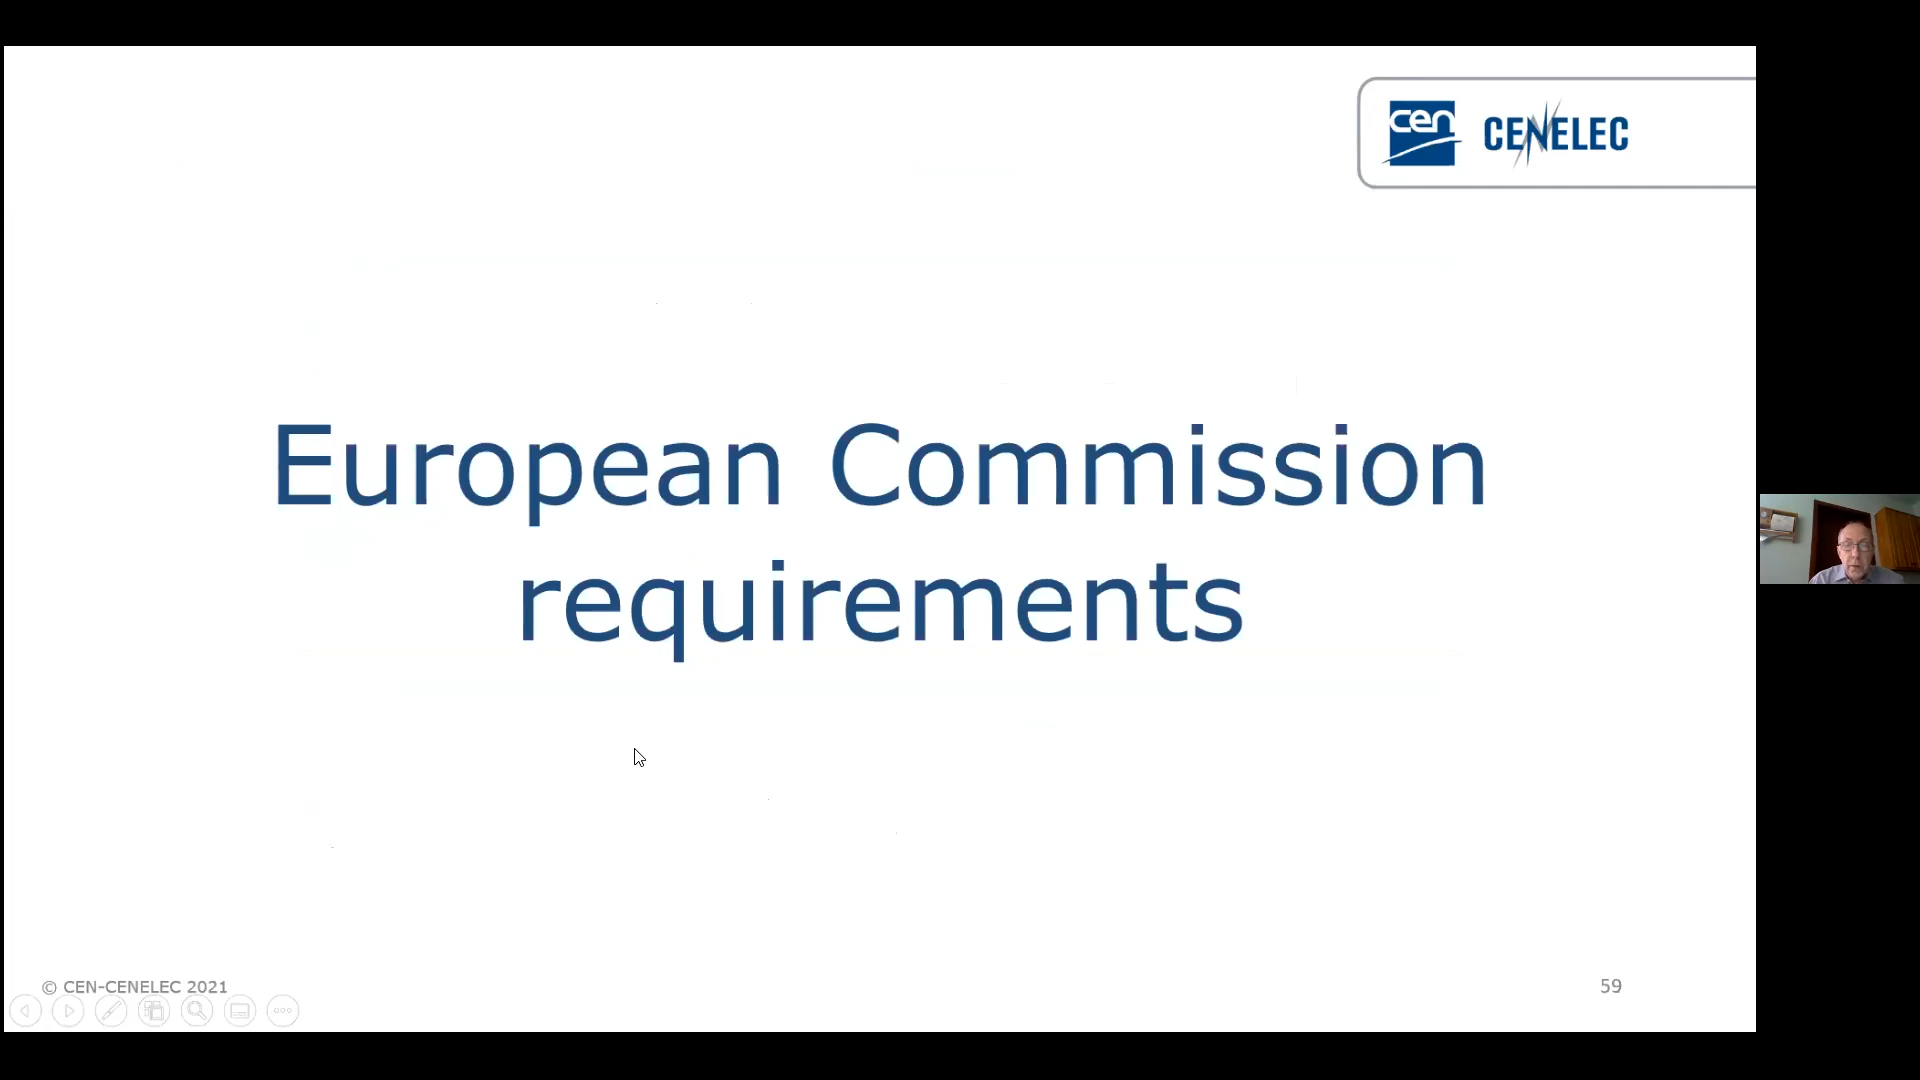 cen CENELEC
European Commission
requirements
© CEN-CENELEC 2021
59